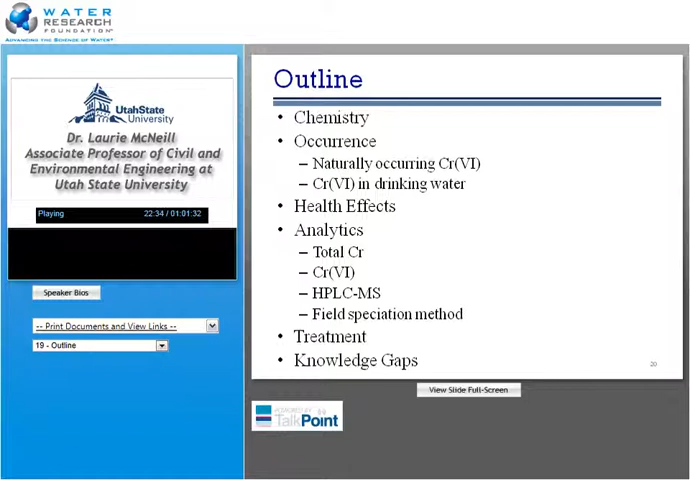 WATER
RESEARCH
FOUNDATION
ADVANCING THE SCIENCE OF WATER
UtahState
University
Dr. Laurie McNeill
Associate Professor of Civil and
Environmental Engineering at
Utah State University
Playing 22:34 / 01:01:32
Speaker Bios
-- Print Documents and View Links --
19 - Outline
Outline
• Chemistry
• Occurrence
– Naturally occurring Cr(VI)
– Cr(VI) in drinking water
• Health Effects
• Analytics
– Total Cr
– Cr(VI)
– HPLC-MS
– Field speciation method
• Treatment
• Knowledge Gaps
20
View Slide Full-Screen
POWERED BY
TalkPoint